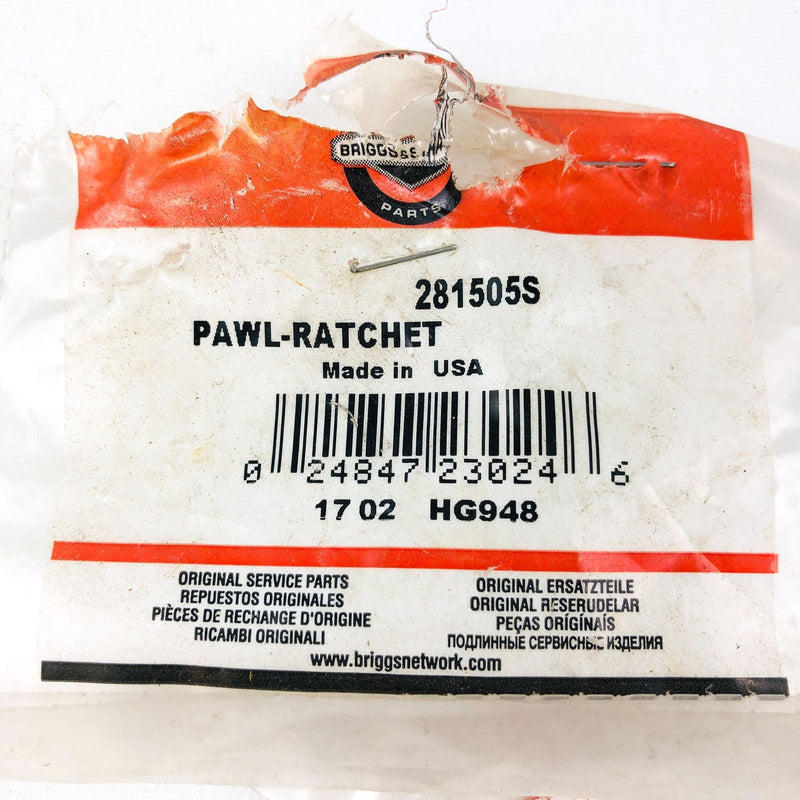 BRIGGS&S
PARTS
281505S
PAWL-RATCHET
Made in USA
0 24847 23024 6
17 02 HG948
ORIGINAL SERVICE PARTS
REPUESTOS ORIGINALES
PIÈCES DE RECHANGE D'ORIGINE
RICAMBI ORIGINALI
ORIGINAL ERSATZTEILE
ORIGINAL RESERUDELAR
PEÇAS ORIGINAIS
ПОДЛИННЫЕ СЕРВИСНЫЕ ИЗДЕЛИЯ
www.briggsnetwork.com